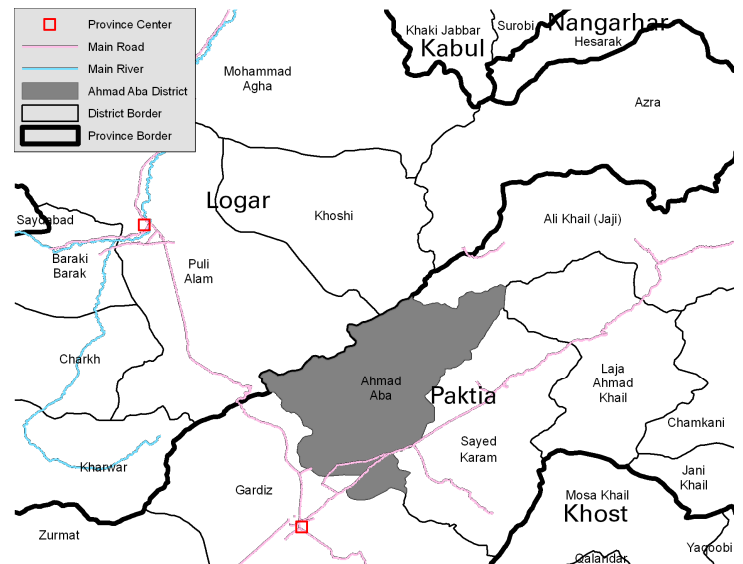 Province Center
Main Road
Main River
Ahmad Aba District
District Border
Province Border
Khaki Jabbar
Kabul
Surobi
Nangarhar
Hesarak
Mohammad
Agha
Azra
Logar
Khoshi
Ali Khail (Jaji)
Saydabad
Baraki
Barak
Puli
Alam
Charkh
Ahmad
Aba
Paktia
Laja
Ahmad
Khail
Chamkani
Sayed
Karam
Kharwar
Gardiz
Jani
Khail
Mosa Khail
Khost
Zurmat
Qalandar
Yaqoobi